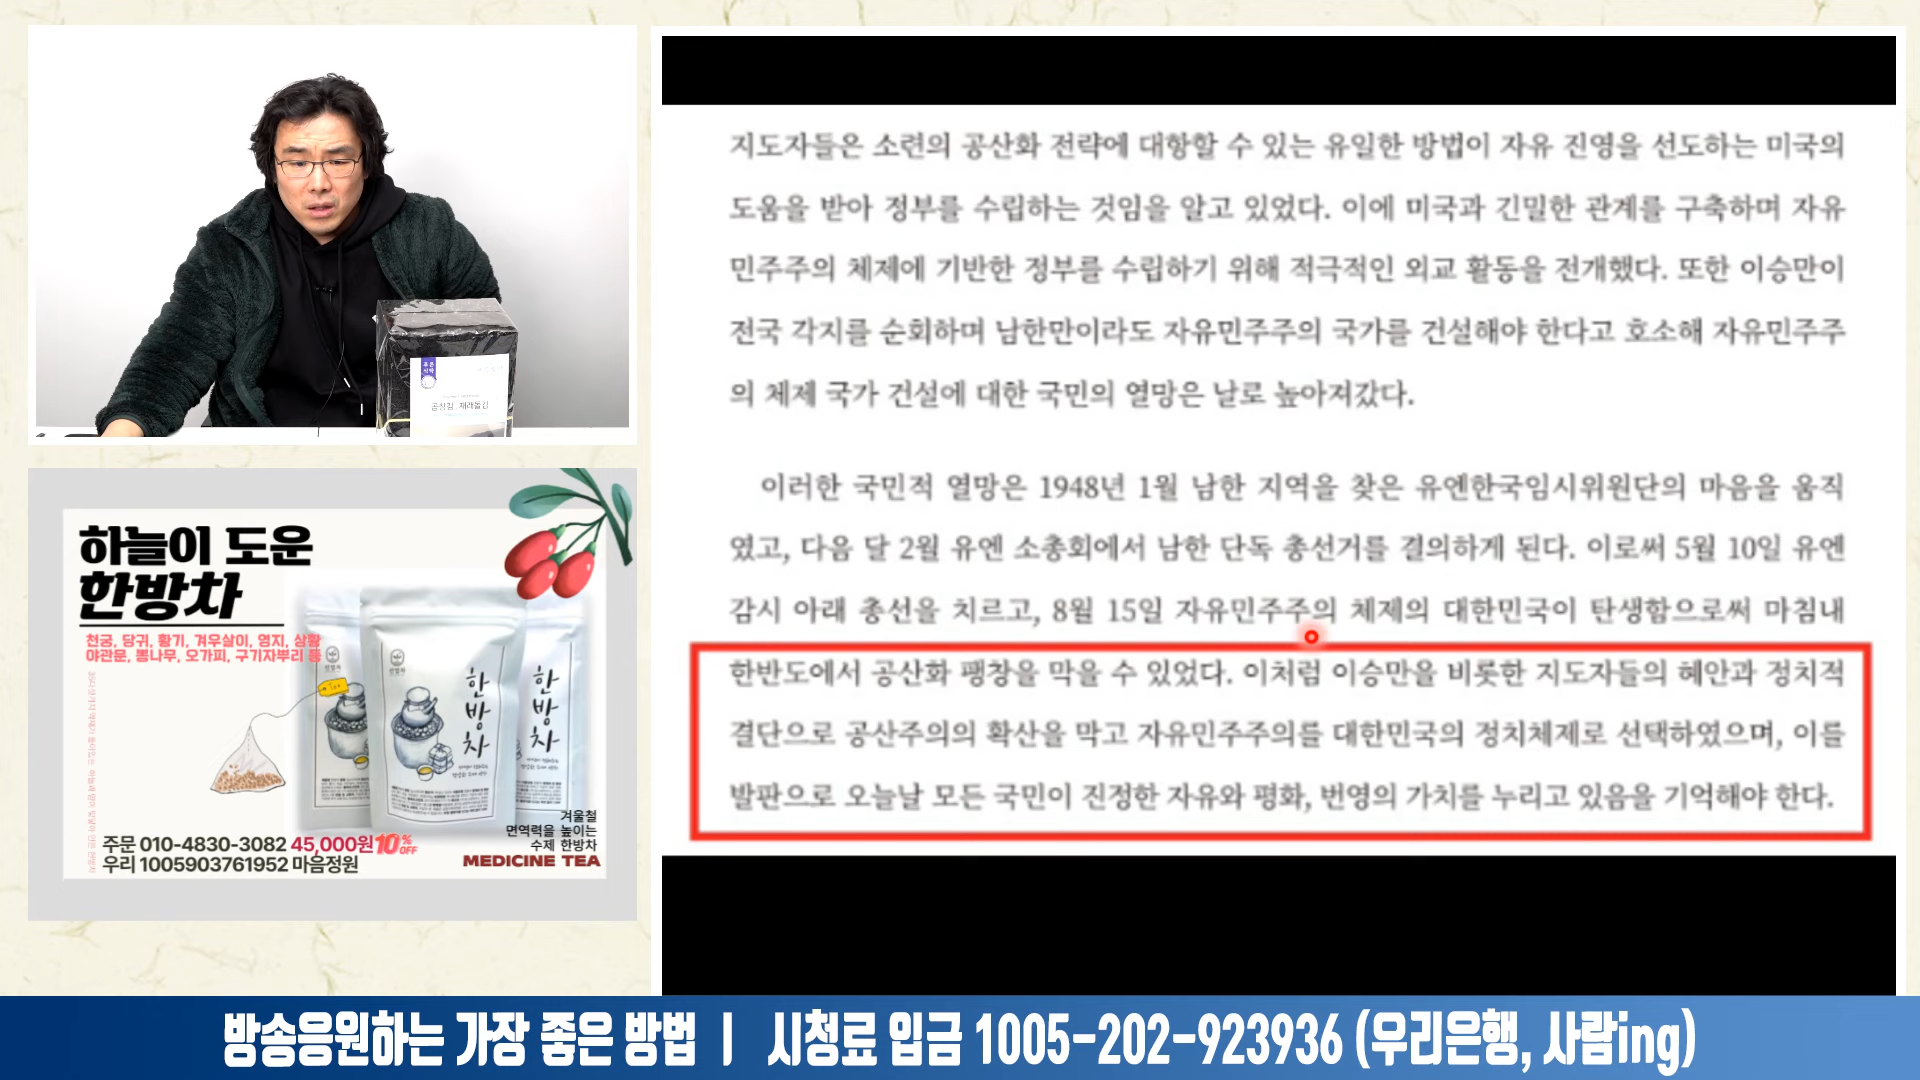 지도자들은 소련의 공산화 전략에 대항할 수 있는 유일한 방법이 자유 진영을 선도하는 미국의
도움을 받아 정부를 수립하는 것임을 알고 있었다. 이에 미국과 긴밀한 관계를 구축하며 자유
민주주의 체제에 기반한 정부를 수립하기 위해 적극적인 외교 활동을 전개했다. 또한 이승만이
전국 각지를 순회하며 남한만이라도 자유민주주의 국가를 건설해야 한다고 호소해 자유민주주
의 체제 국가 건설에 대한 국민의 열망은 날로 높아져갔다.
이러한 국민적 열망은 1948년 1월 남한 지역을 찾은 유엔한국임시위원단의 마음을 움직
였고, 다음 달 2월 유엔 소총회에서 남한 단독 총선거를 결의하게 된다. 이로써 5월 10일 유엔
감시 아래 총선을 치르고, 8월 15일 자유민주주의 체제의 대한민국이 탄생함으로써 마침내
한반도에서 공산화 팽창을 막을 수 있었다. 이처럼 이승만을 비롯한 지도자들의 혜안과 정치적
결단으로 공산주의의 확산을 막고 자유민주주의를 대한민국의 정치체제로 선택하였으며, 이를
발판으로 오늘날 모든 국민이 진정한 자유와 평화, 번영의 가치를 누리고 있음을 기억해야 한다.
곱창김 재래돌김
하늘이 도운
한방차
천궁, 당귀, 황기, 겨우살이, 영지, 상황
야관문, 뽕나무, 오가피, 구기자뿌리 등
Tea
한방차
한방차
겨울철
면역력을 높이는
수제 한방차
MEDICINE TEA
주문 010-4830-3082 45,000원 10% OFF
우리 1005903761952 마음정원
방송응원하는 가장 좋은 방법 ㅣ 시청료 입금 1005-202-923936 (우리은행, 사람ing)